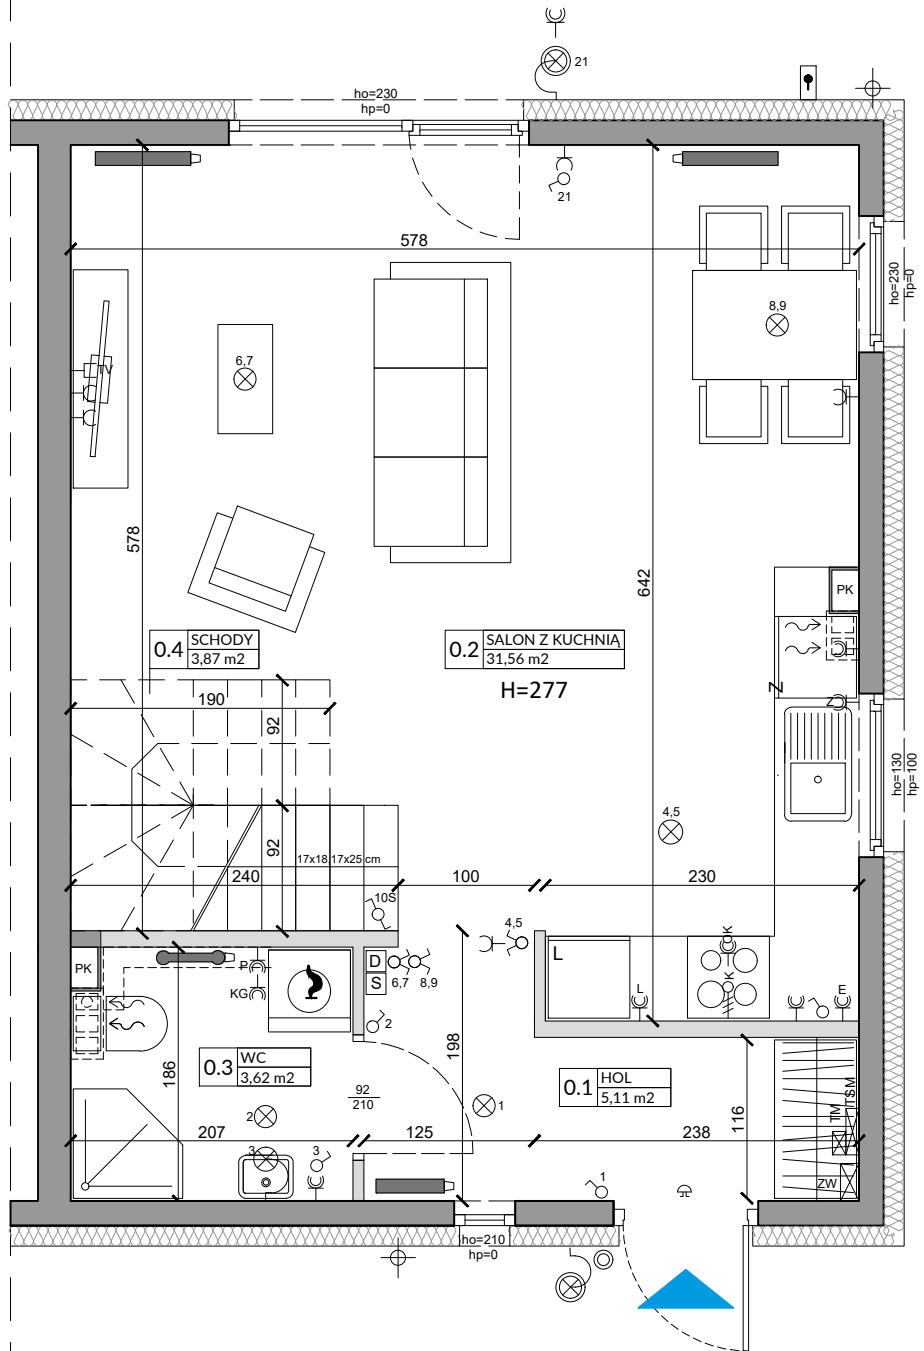 21
ho=230
hp=0
21
578
ho=230
hp=0
8,9
6,7
TV
578
642
PK
0.4 SCHODY
3,87 m2
0.2 SALON Z KUCHNIĄ
31,56 m2
H=277
Z
Z
190
92
ho=130
hp=100
4,5
92
17x18,17x25 cm
240
100
230
10S
4,5
OK
L
D
S
6,7
8,9
PK
P
KG
K
L
E
2
198
0.3 WC
3,62 m2
186
92
210
0.1 HOL
5,11 m2
116
TM
TSM
1
2
207
125
238
3
3
ZW
1
ho=210
hp=0